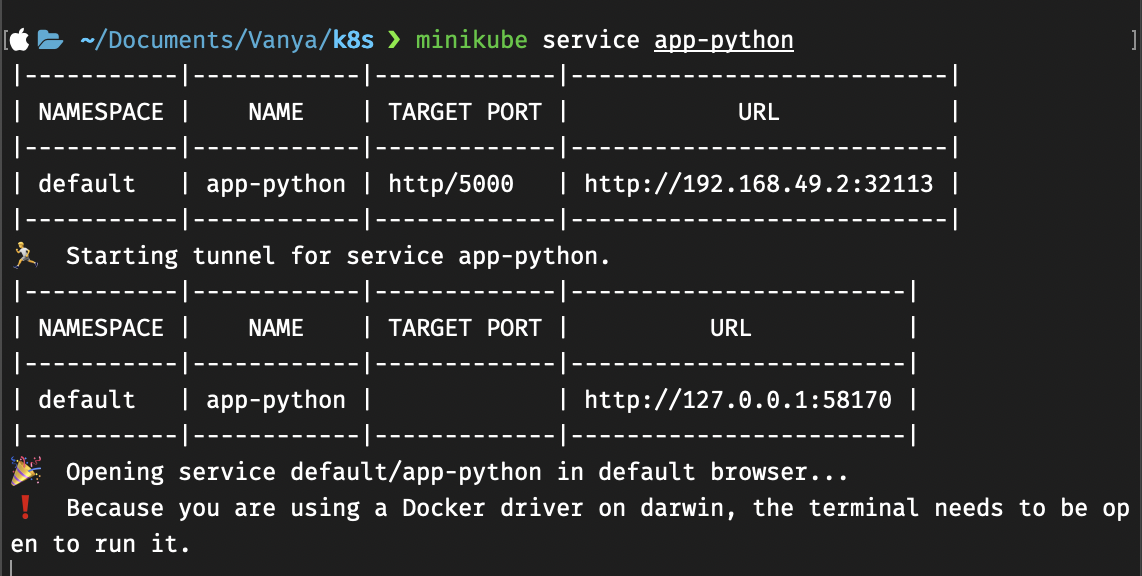 ~/Documents/Vanya/k8s ❯ minikube service app-python
|-----------|------------|-------------|---------------------------|
| NAMESPACE |    NAME    | TARGET PORT |            URL            |
|-----------|------------|-------------|---------------------------|
| default   | app-python | http/5000   | http://192.168.49.2:32113 |
|-----------|------------|-------------|---------------------------|
🏃  Starting tunnel for service app-python.
|-----------|------------|-------------|------------------------|
| NAMESPACE |    NAME    | TARGET PORT |          URL           |
|-----------|------------|-------------|------------------------|
| default   | app-python |             | http://127.0.0.1:58170 |
|-----------|------------|-------------|------------------------|
🎉  Opening service default/app-python in default browser...
❗  Because you are using a Docker driver on darwin, the terminal needs to be op
en to run it.